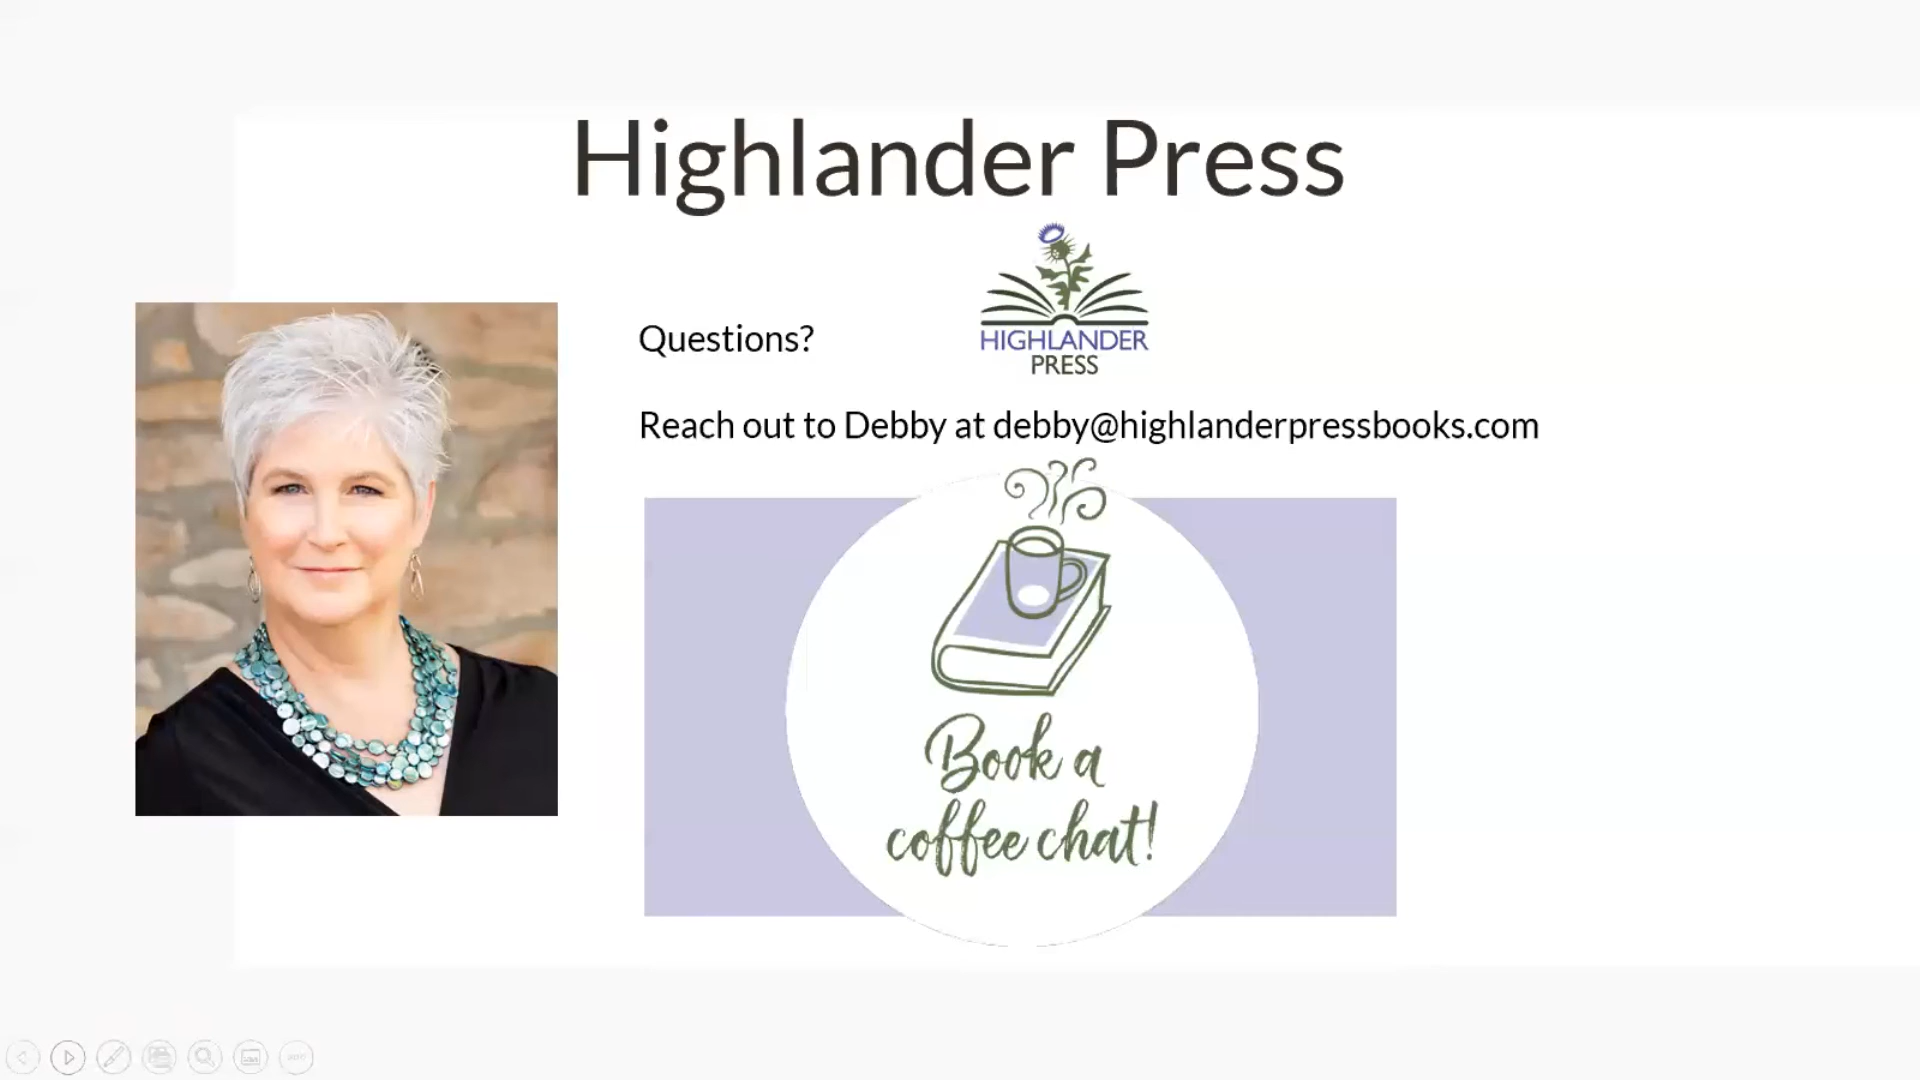 Highlander Press
HIGHLANDER
PRESS
Questions?
Reach out to Debby at debby@highlanderpressbooks.com
Book a
coffee chat!